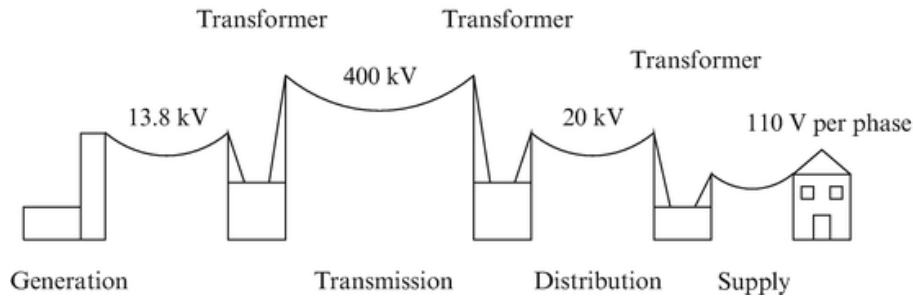 Transformer
Transformer
Transformer
400 kV
13.8 kV
20 kV
110 V per phase
Generation
Transmission
Distribution
Supply